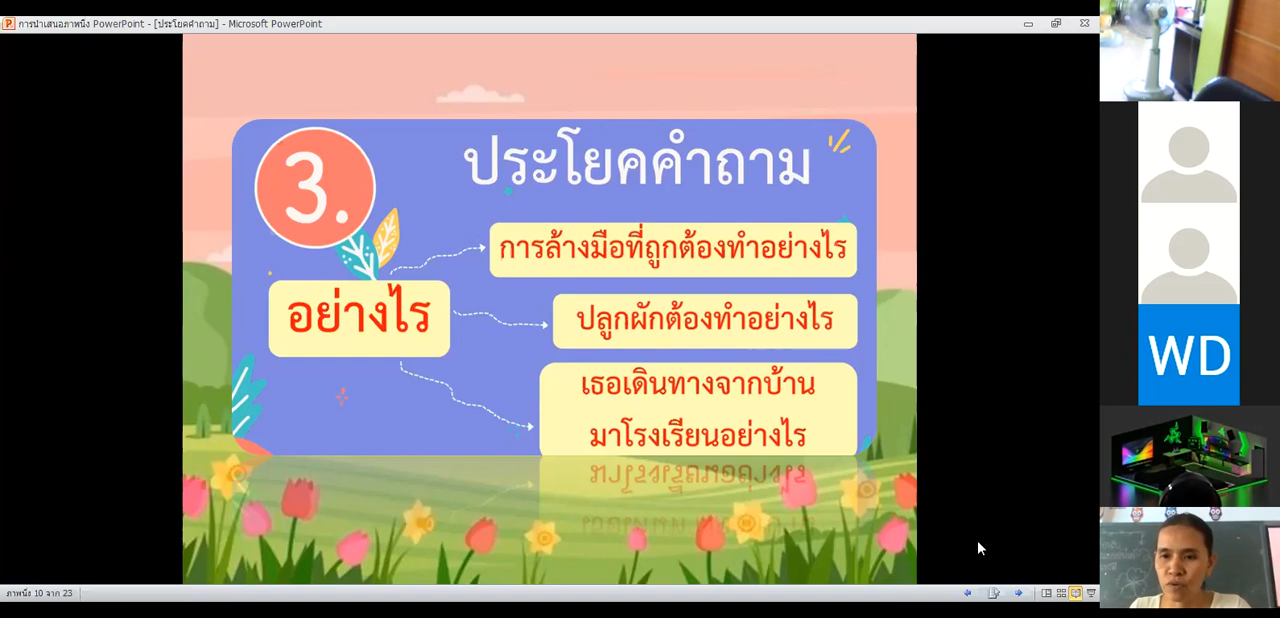 การนำเสนอภาพนิ่ง PowerPoint - [ประโยคคำถาม] - Microsoft PowerPoint
3.
ประโยคคำถาม
อย่างไร
การล้างมือที่ถูกต้องทำอย่างไร
ปลูกผักต้องทำอย่างไร
เธอเดินทางจากบ้าน
มาโรงเรียนอย่างไร
WD
ภาพนิ่ง 10 จาก 23